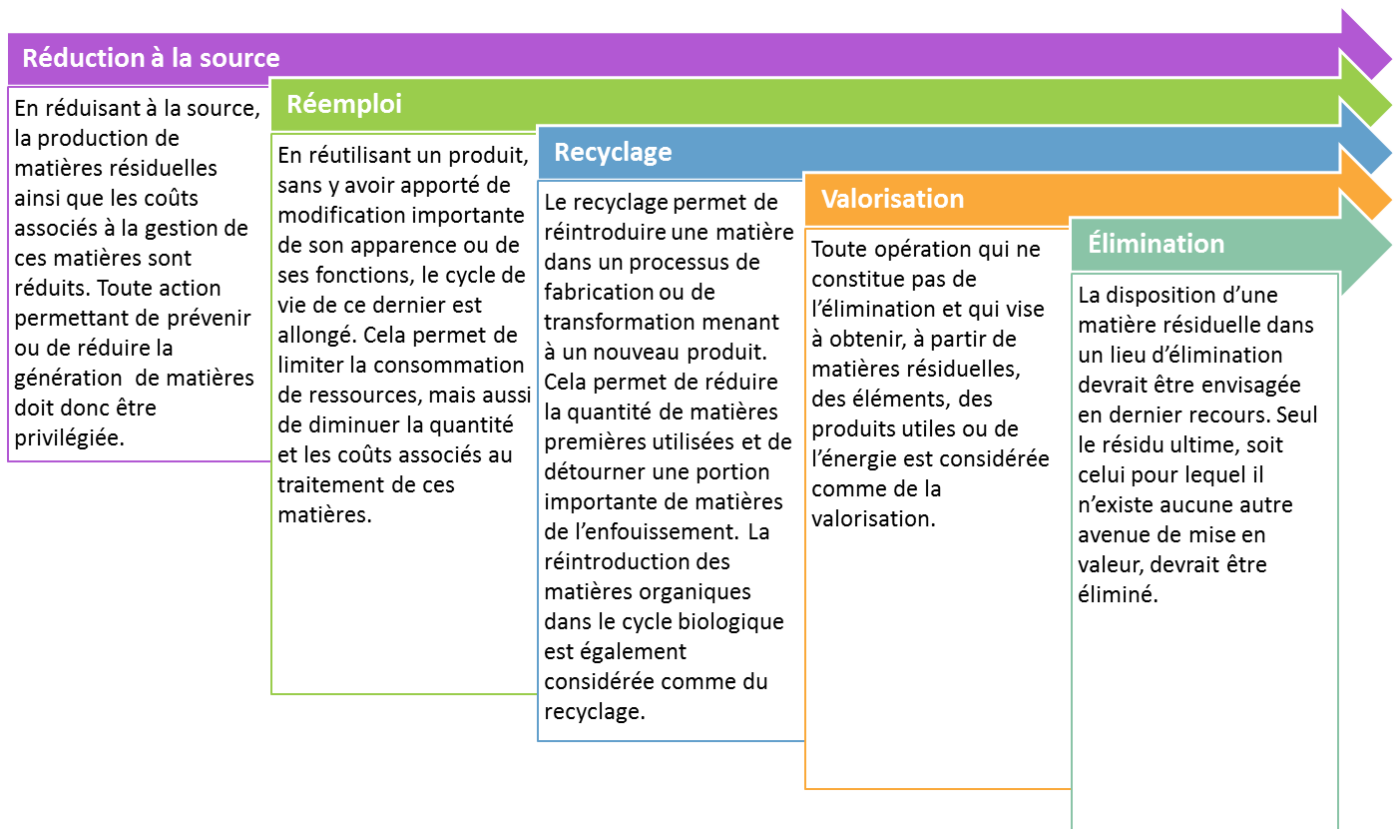 Réduction à la source
En réduisant à la source,
la production de
matières résiduelles
ainsi que les coûts
associés à la gestion de
ces matières sont
réduits. Toute action
permettant de prévenir
ou de réduire la
génération  de matières
doit donc être
privilégiée.
Réemploi
En réutilisant un produit,
sans y avoir apporté de
modification importante
de son apparence ou de
ses fonctions, le cycle de
vie de ce dernier est
allongé. Cela permet de
limiter la consommation
de ressources, mais aussi
de diminuer la quantité
et les coûts associés au
traitement de ces
matières.
Recyclage
Le recyclage permet de
réintroduire une matière
dans un processus de
fabrication ou de
transformation menant
à un nouveau produit.
Cela permet de réduire
la quantité de matières
premières utilisées et de
détourner une portion
importante de matières
de l'enfouissement. La
réintroduction des
matières organiques
dans le cycle biologique
est également
considérée comme du
recyclage.
Valorisation
Toute opération qui ne
constitue pas de
l'élimination et qui vise
à obtenir, à partir de
matières résiduelles,
des éléments, des
produits utiles ou de
l'énergie est considérée
comme de la
valorisation.
Élimination
La disposition d'une
matière résiduelle dans
un lieu d'élimination
devrait être envisagée
en dernier recours. Seul
le résidu ultime, soit
celui pour lequel il
n'existe aucune autre
avenue de mise en
valeur, devrait être
éliminé.